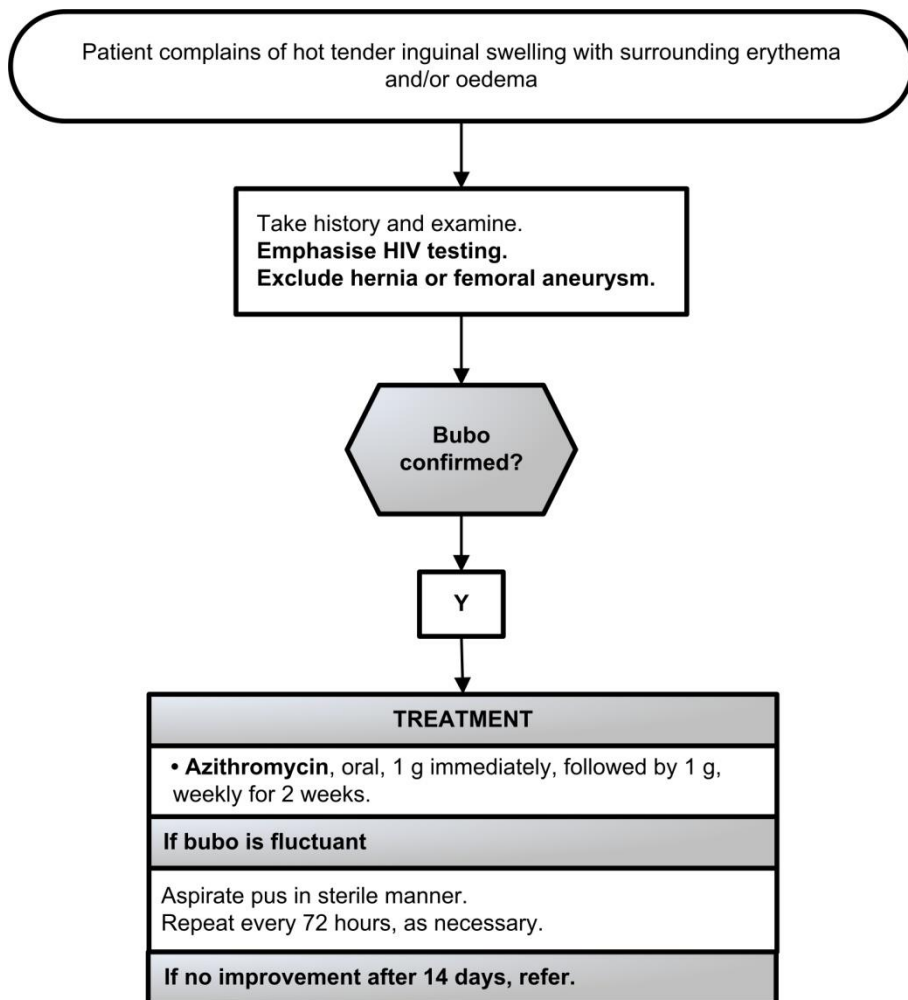 Patient complains of hot tender inguinal swelling with surrounding erythema
and/or oedema
Take history and examine.
Emphasise HIV testing.
Exclude hernia or femoral aneurysm.
Bubo
confirmed?
Y
TREATMENT
• Azithromycin, oral, 1 g immediately, followed by 1 g,
weekly for 2 weeks.
If bubo is fluctuant
Aspirate pus in sterile manner.
Repeat every 72 hours, as necessary.
If no improvement after 14 days, refer.